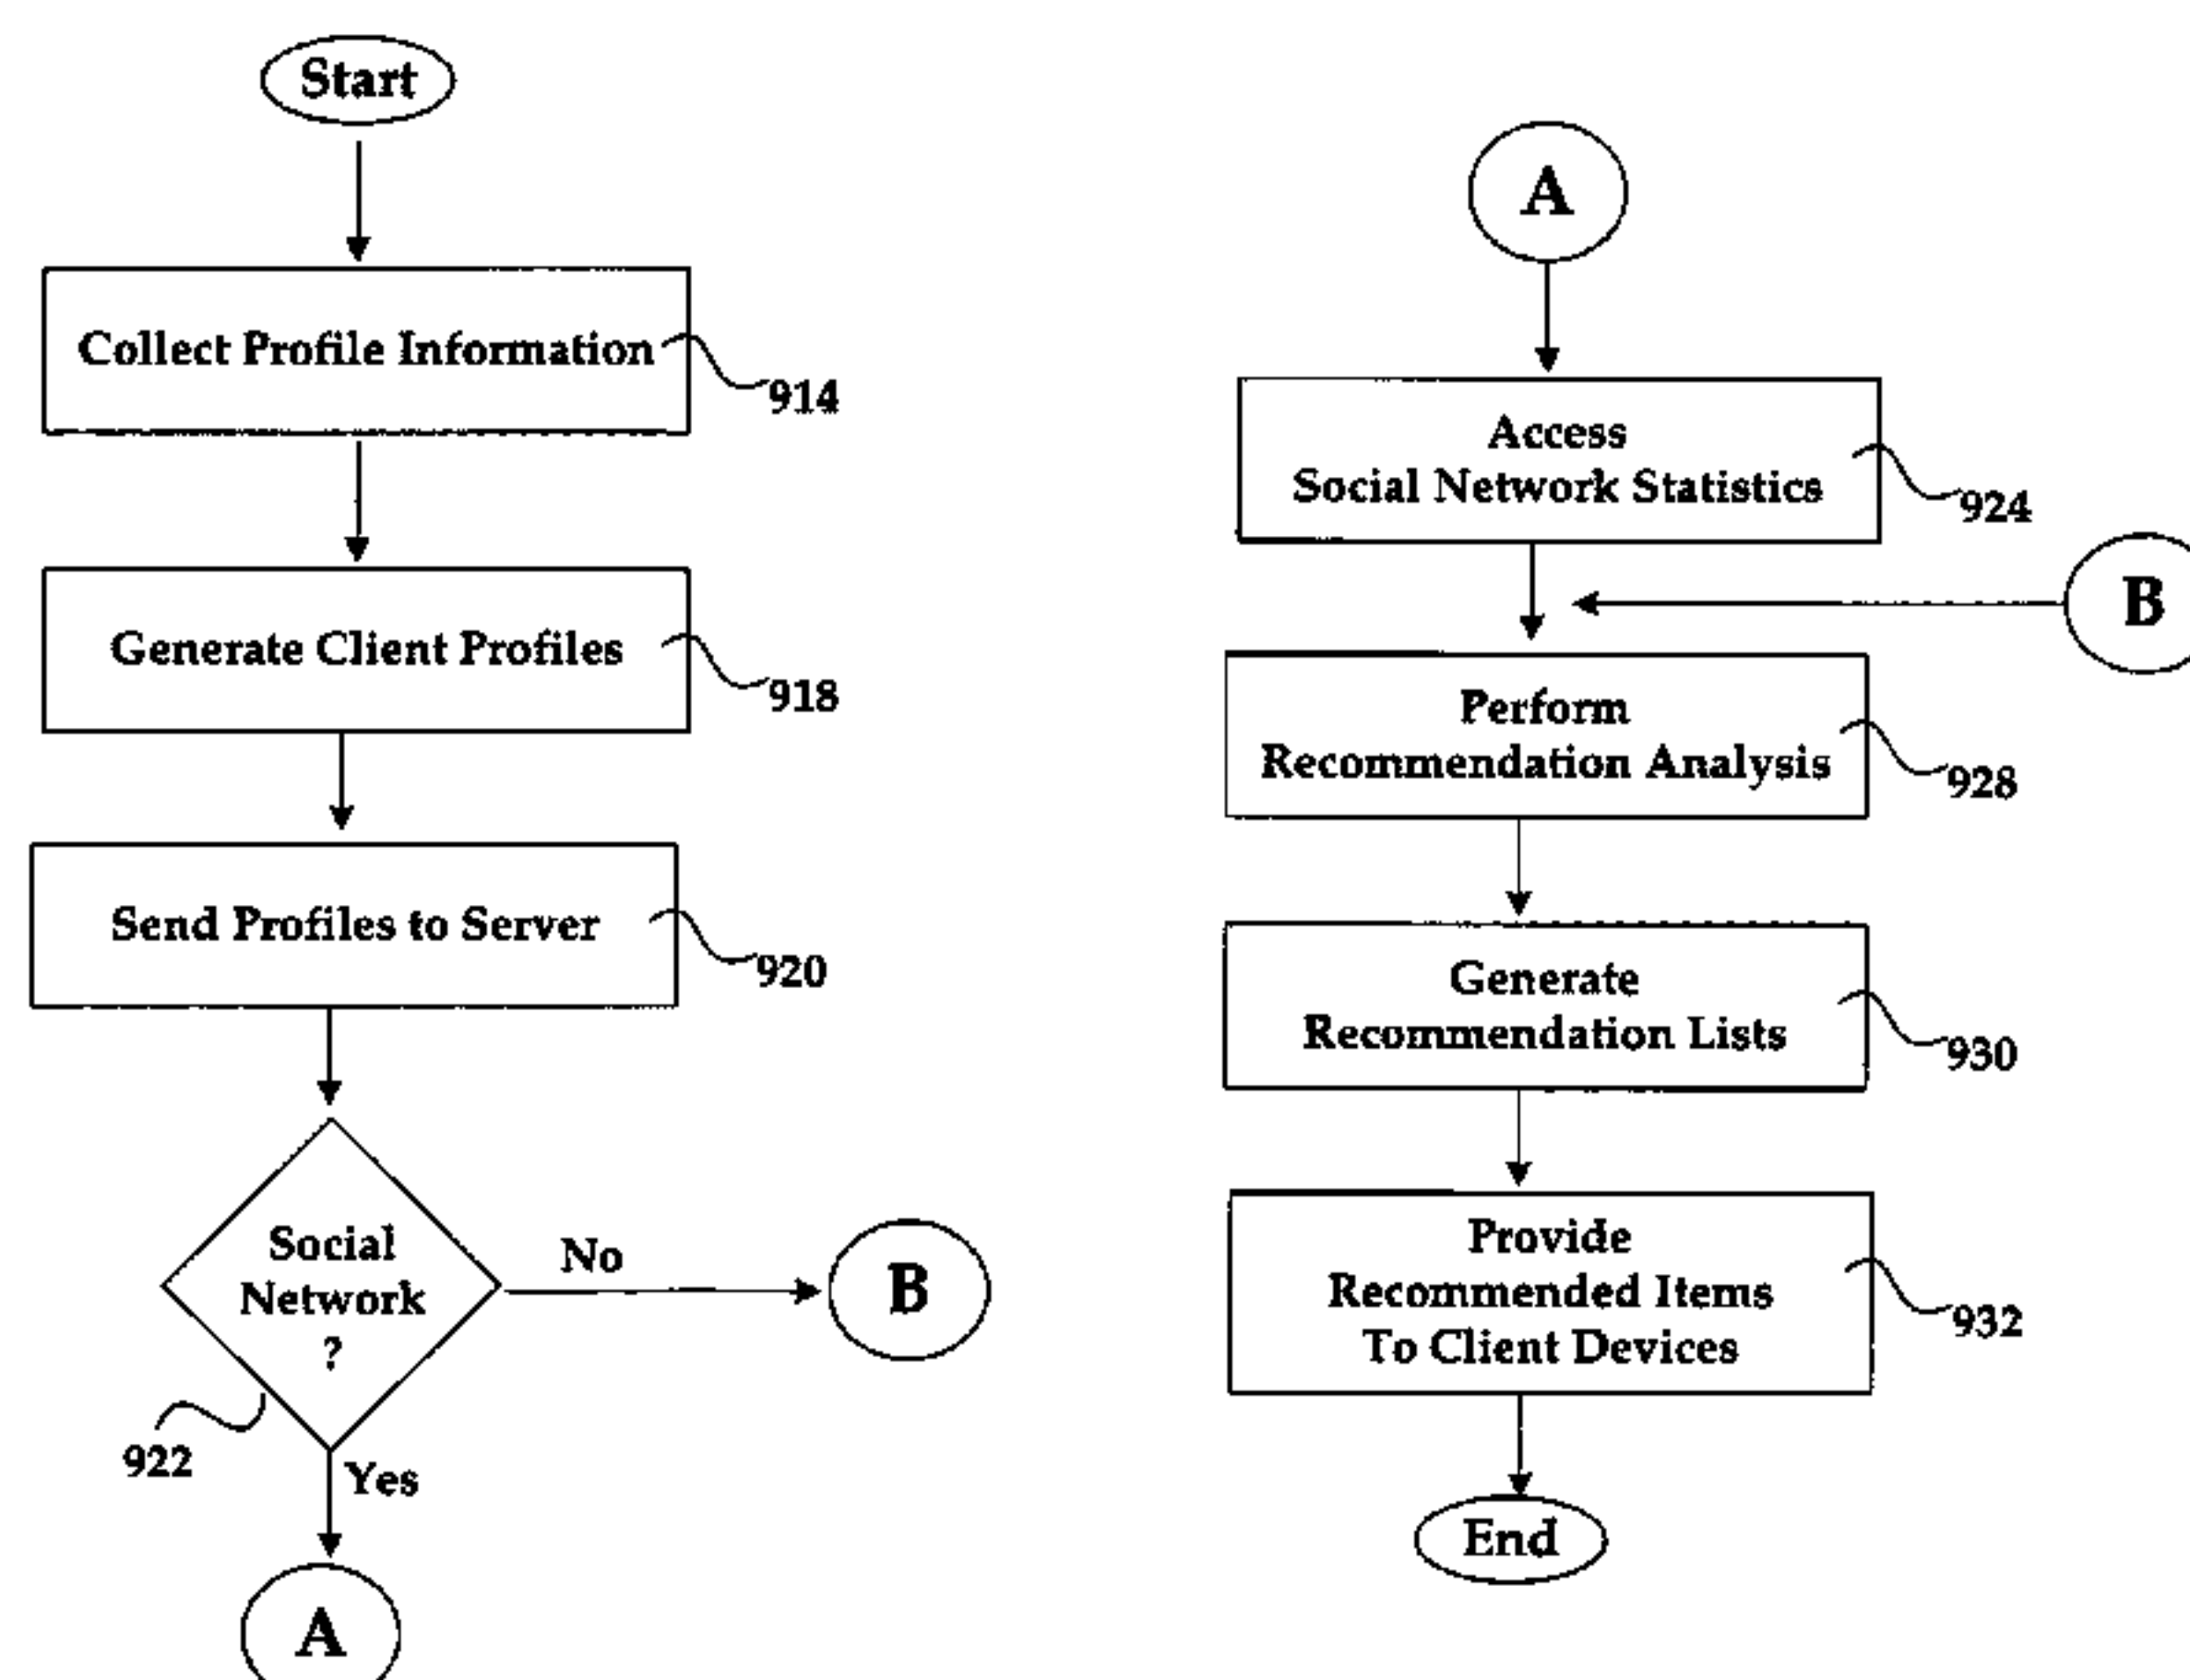 Start
Collect Profile Information
914
Generate Client Profiles
918
Send Profiles to Server
920
Social
Network
?
No
B
922
Yes
A
A
Access
Social Network Statistics
924
B
Perform
Recommendation Analysis
928
Generate
Recommendation Lists
930
Provide
Recommended Items
To Client Devices
932
End